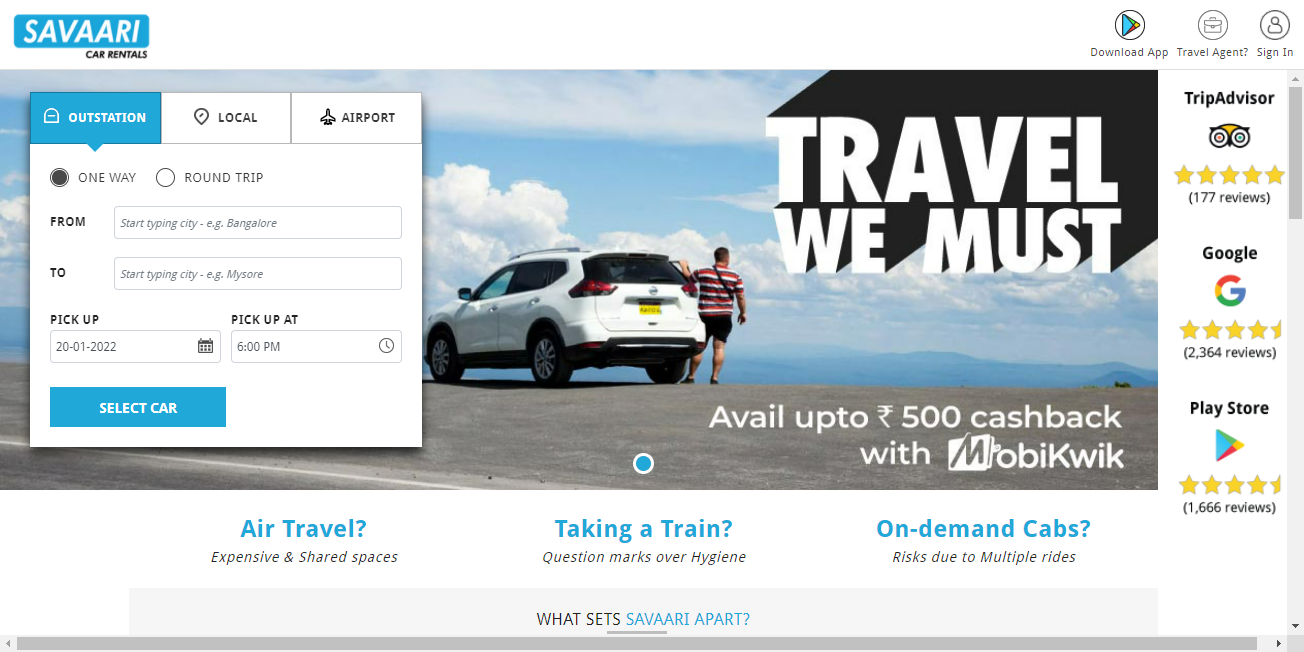 SAVAARI
CAR RENTALS
Download App
Travel Agent?
Sign In
OUTSTATION
LOCAL
AIRPORT
ONE WAY
ROUND TRIP
FROM
Start typing city - e.g. Bangalore
TO
Start typing city - e.g. Mysore
PICK UP
PICK UP AT
20-01-2022
6:00 PM
SELECT CAR
TRAVEL
WE MUST
Avail upto ₹ 500 cashback
with MobiKwik
TripAdvisor
(177 reviews)
Google
(2,364 reviews)
Play Store
(1,666 reviews)
Air Travel?
Expensive & Shared spaces
Taking a Train?
Question marks over Hygiene
On-demand Cabs?
Risks due to Multiple rides
WHAT SETS SAVAARI APART?